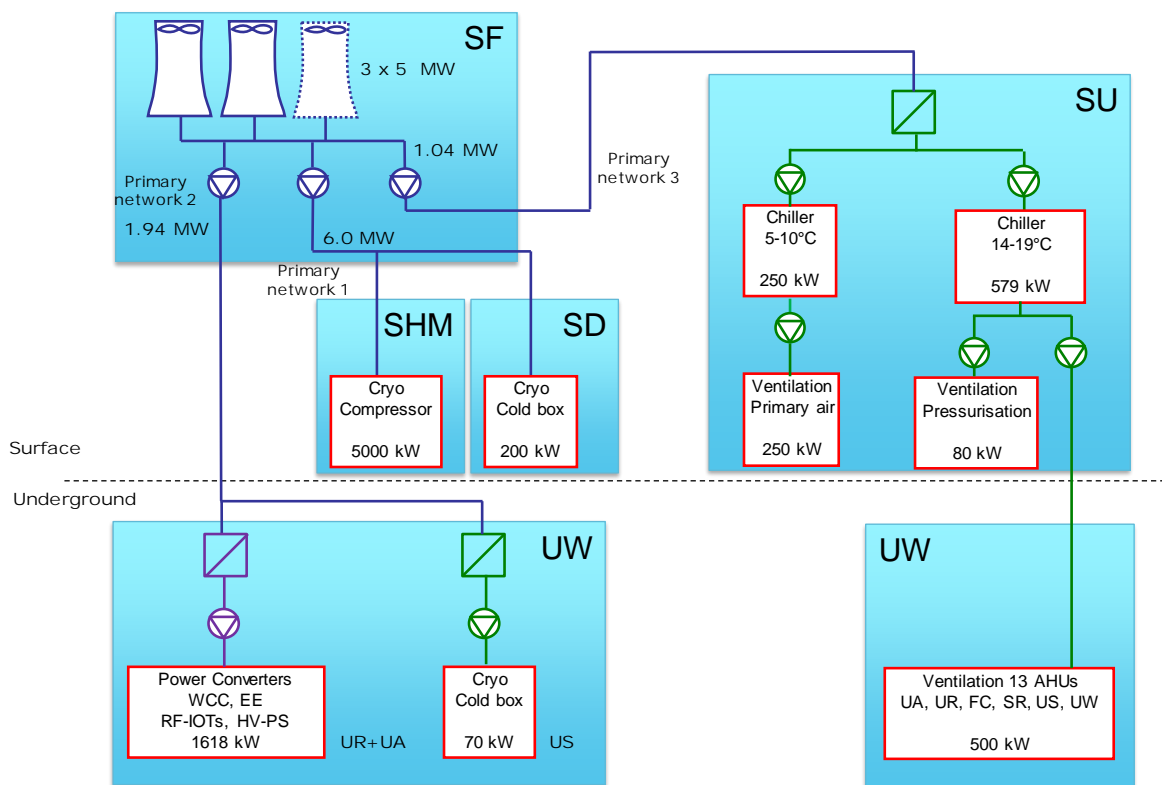 SF
3 x 5 MW
1.04 MW
Primary
network 2
1.94 MW
6.0 MW
Primary
network 1
Primary
network 3
SU
Chiller
5-10°C
250 kW
Chiller
14-19°C
579 kW
Ventilation
Primary air
250 kW
Ventilation
Pressurisation
80 kW
SHM
Cryo
Compressor
5000 kW
SD
Cryo
Cold box
200 kW
Surface
Underground
UW
Power Converters
WCC, EE
RF-IOTs, HV-PS
1618 kW
UR+UA
Cryo
Cold box
70 kW
US
UW
Ventilation 13 AHUs
UA, UR, FC, SR, US, UW
500 kW